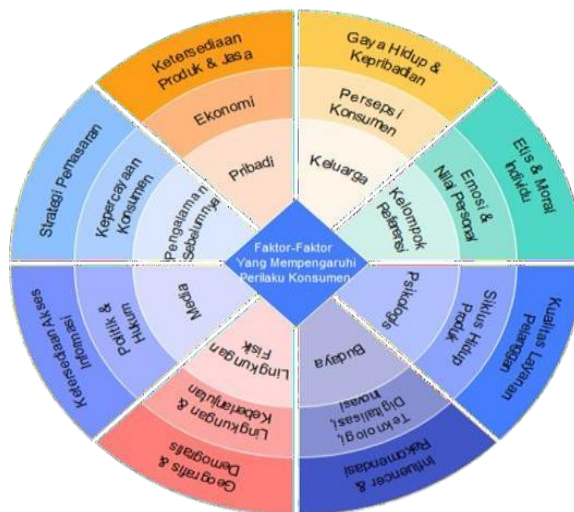 Ketersediaan
Produk & Jasa
Ekonomi
Pribadi
Gaya Hidup &
Kepribadian
Persepsi
Konsumen
Keluarga
Etis & Moral
Individu
Emosi &
Nilai Personal
Kelompok
Referensi
Kualitas Layanan
Pelanggan
Siklus Hidup
Produk
Psikologis
Influencer &
Rekomendasi
Teknologi,
Digitalisasi,
Inovasi
Budaya
Geografis &
Demografis
Lingkungan &
Keberlanjutan
Lingkungan
Fisik
Ketersediaan Akses
Informasi
Politik &
Hukum
Media
Strategi Pemasaran
Kepercayaan
Konsumen
Pengalaman
Sebelumnya
Faktor-Faktor
Yang Mempengaruhi
Perilaku Konsumen